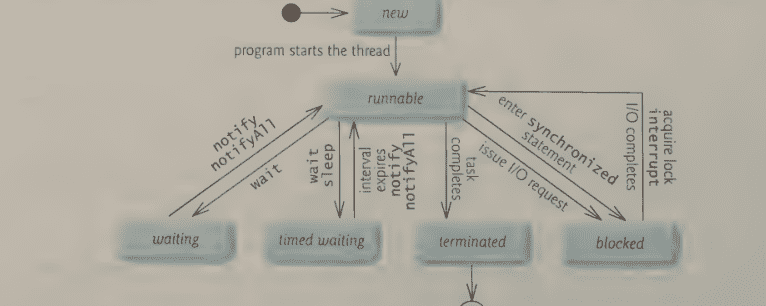 new
program starts the thread
runnable
notify
notifyAll
wait
wait
sleep
interval
expires
notify
notifyAll
task
completes
enter synchronized
statement
issue I/O request
I/O completes
interrupt
acquire lock
waiting
timed waiting
terminated
blocked